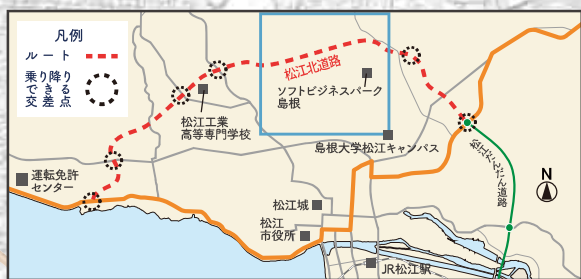 凡例
ルート
乗り降り
できる
交差点
松江北道路
ソフトビジネスパーク
島根
松江工業
高等専門学校
島根大学松江キャンパス
運転免許
センター
松江だんだん道路
N
松江城
松江
市役所
JR松江駅